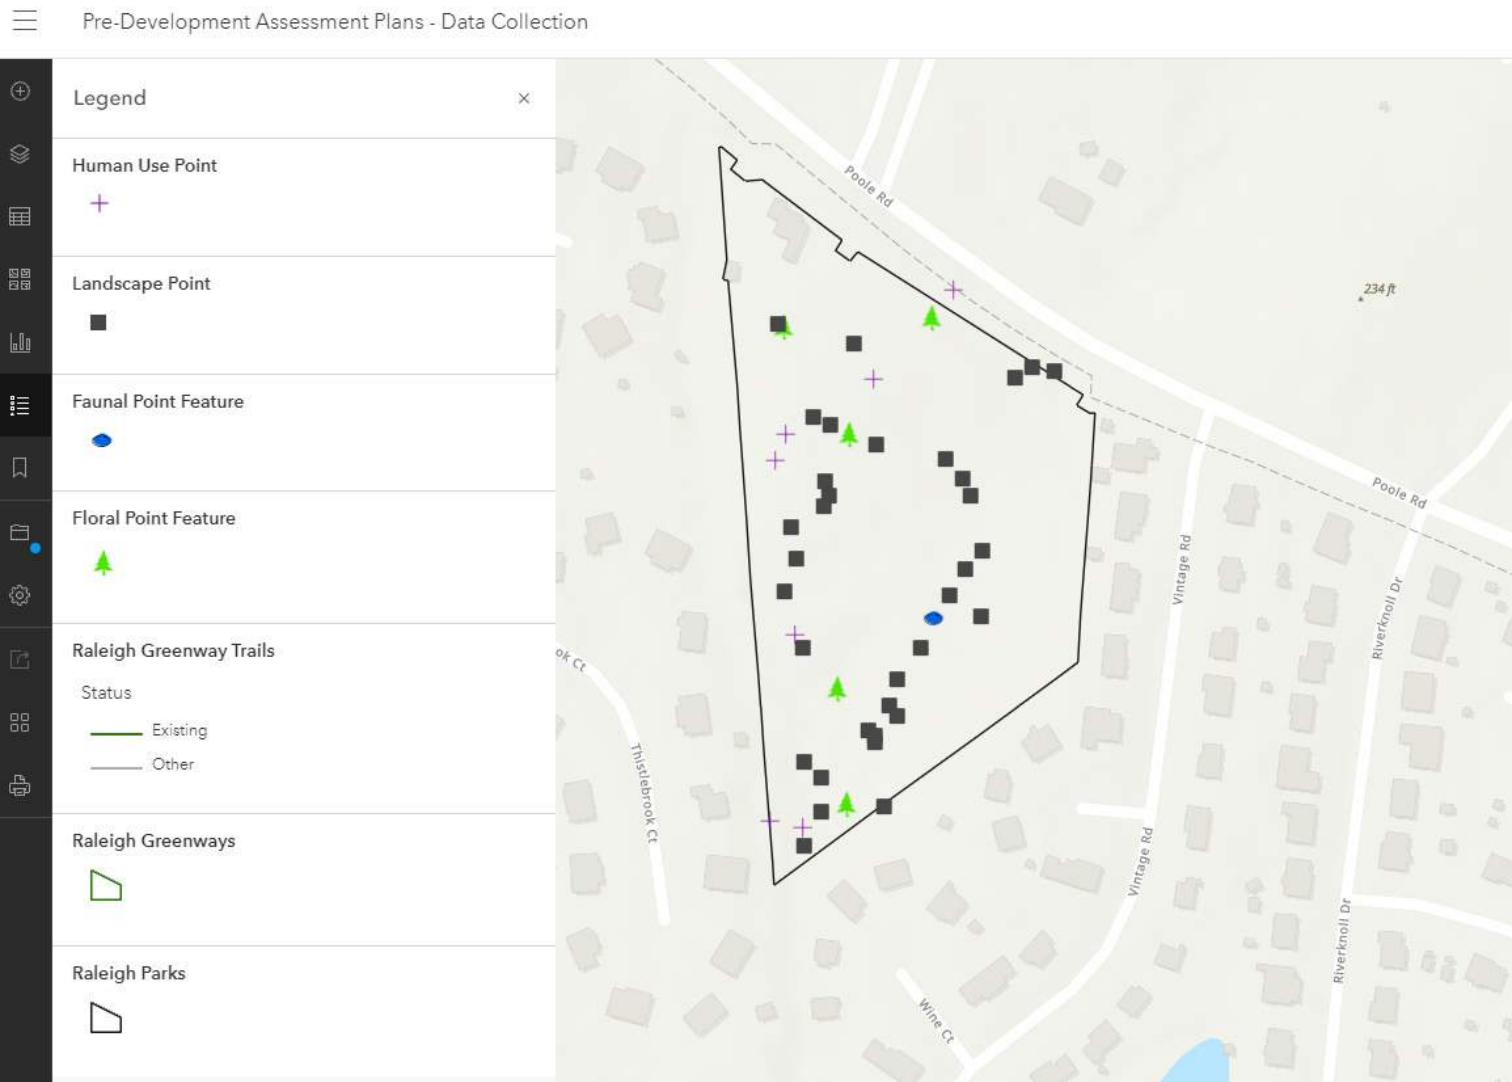 Pre-Development Assessment Plans - Data Collection
Legend
Human Use Point
Landscape Point
Faunal Point Feature
Floral Point Feature
Raleigh Greenway Trails
Status
Existing
Other
Raleigh Greenways
Raleigh Parks
Poole Rd
234 ft
Poole Rd
Vintage Rd
Riverknoll Dr
ok Ct
Thistlebrook Ct
Vintage Rd
Riverknoll Dr
Wine Ct